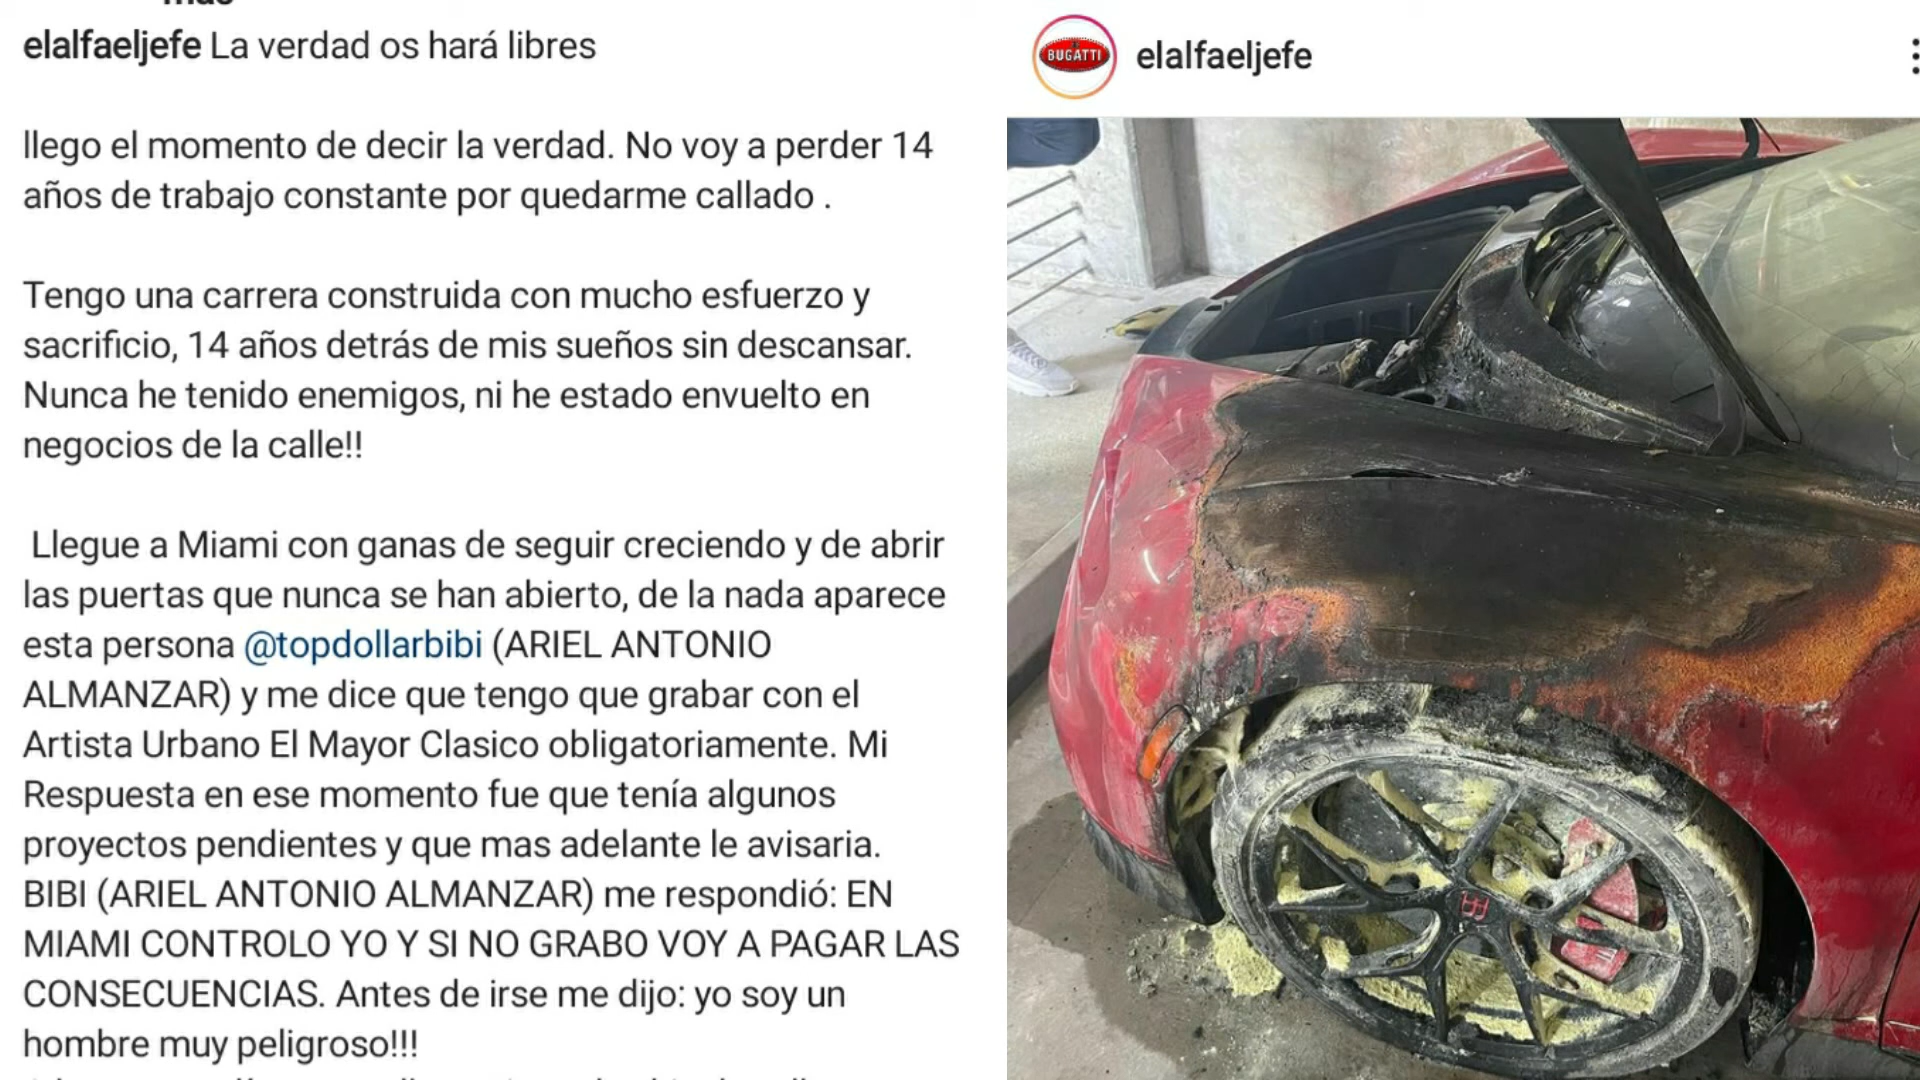 elalfaeljefe La verdad os hará libres
llego el momento de decir la verdad. No voy a perder 14
años de trabajo constante por quedarme callado .
Tengo una carrera construida con mucho esfuerzo y
sacrificio, 14 años detrás de mis sueños sin descansar.
Nunca he tenido enemigos, ni he estado envuelto en
negocios de la calle!!
Llegue a Miami con ganas de seguir creciendo y de abrir
las puertas que nunca se han abierto, de la nada aparece
esta persona @topdollarbibi (ARIEL ANTONIO
ALMANZAR) y me dice que tengo que grabar con el
Artista Urbano El Mayor Clasico obligatoriamente. Mi
Respuesta en ese momento fue que tenía algunos
proyectos pendientes y que mas adelante le avisaria.
BIBI (ARIEL ANTONIO ALMANZAR) me respondió: EN
MIAMI CONTROLO YO Y SI NO GRABO VOY A PAGAR LAS
CONSECUENCIAS. Antes de irse me dijo: yo soy un
hombre muy peligroso!!!
BUGATTI
elalfaeljefe